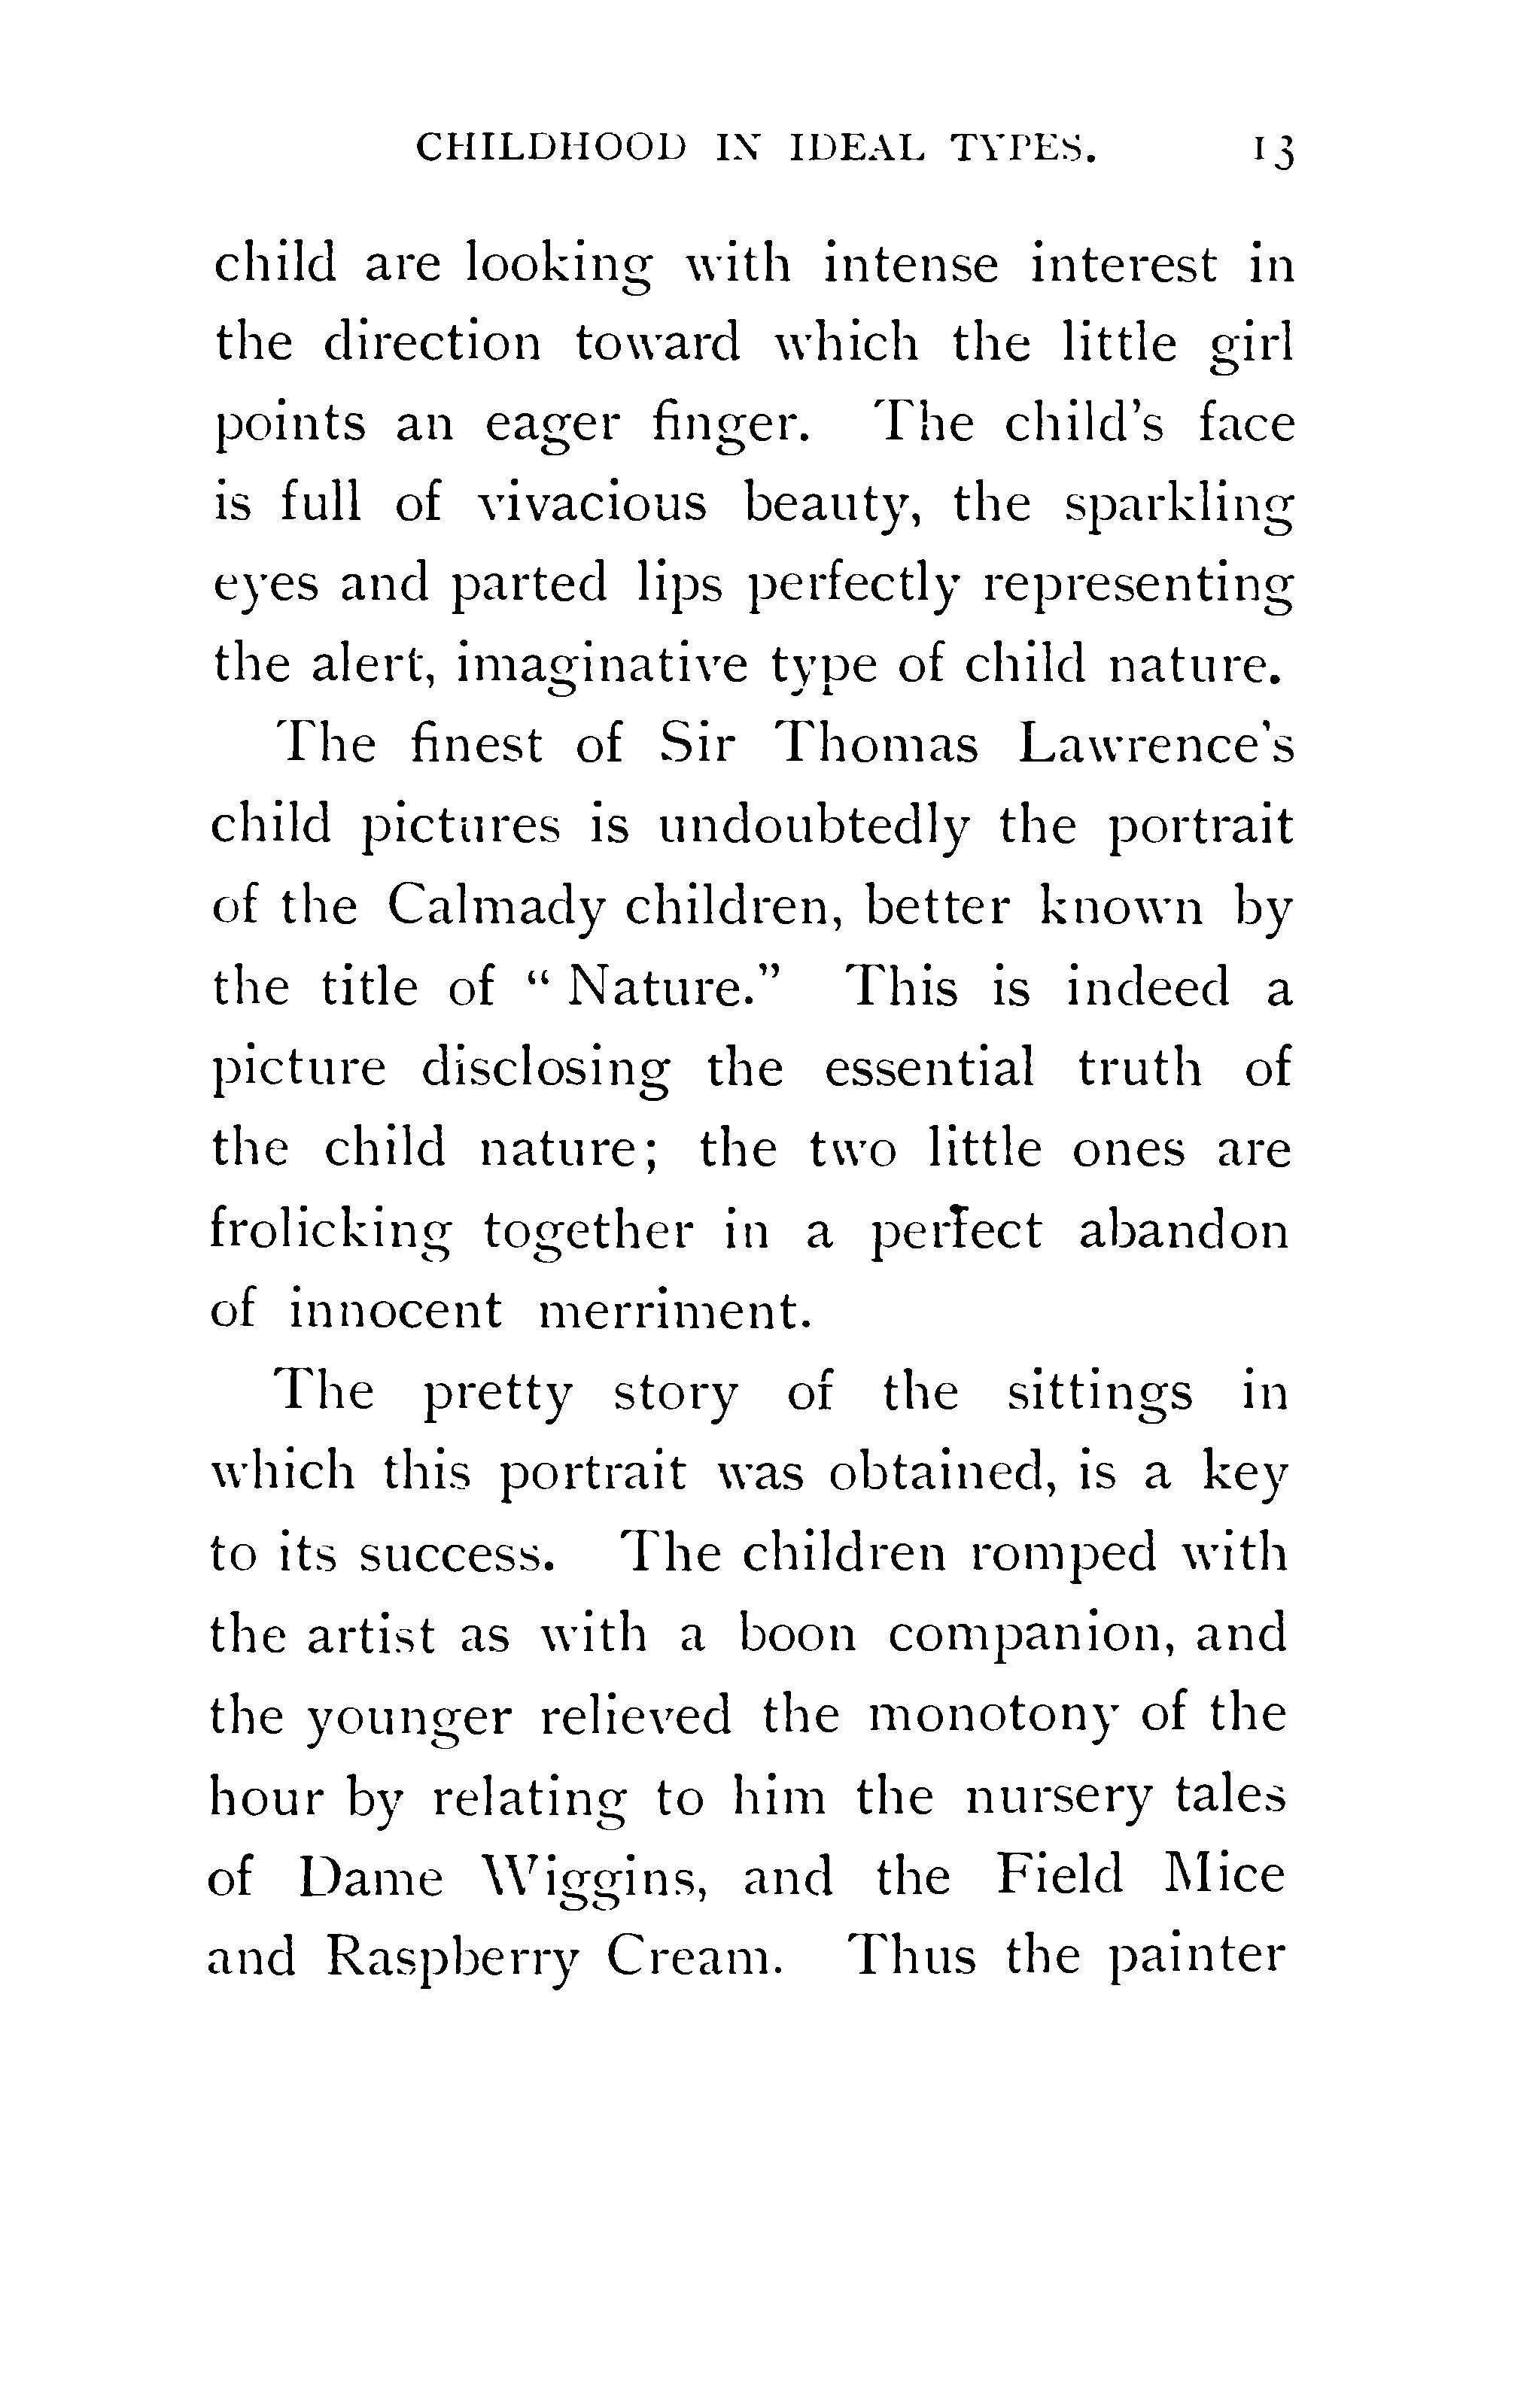 CHILDHOOD IN IDEAL TYPES. 13
child are looking with intense interest in
the direction toward which the little girl
points an eager finger. The child's face
is full of vivacious beauty, the sparkling
eyes and parted lips perfectly representing
the alert, imaginative type of child nature.
The finest of Sir Thomas Lawrence's
child pictures is undoubtedly the portrait
of the Calmady children, better known by
the title of “ Nature.” This is indeed a
picture disclosing the essential truth of
the child nature; the two little ones are
frolicking together in a perfect abandon
of innocent merriment.
The pretty story of the sittings in
which this portrait was obtained, is a key
to its success. The children romped with
the artist as with a boon companion, and
the younger relieved the monotony of the
hour by relating to him the nursery tales
of Dame Wiggins, and the Field Mice
and Raspberry Cream. Thus the painter